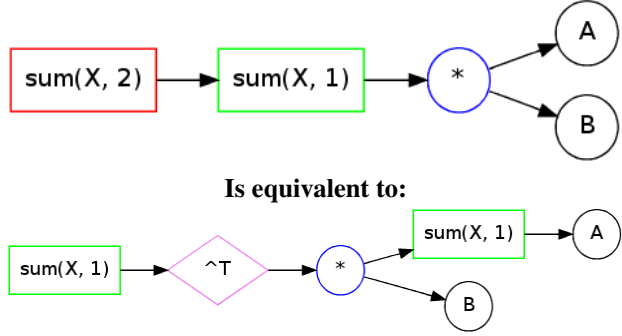 sum(X, 2) sum(X, 1) * A
B
Is equivalent to:
sum(X, 1) ^T * sum(X, 1) A
B